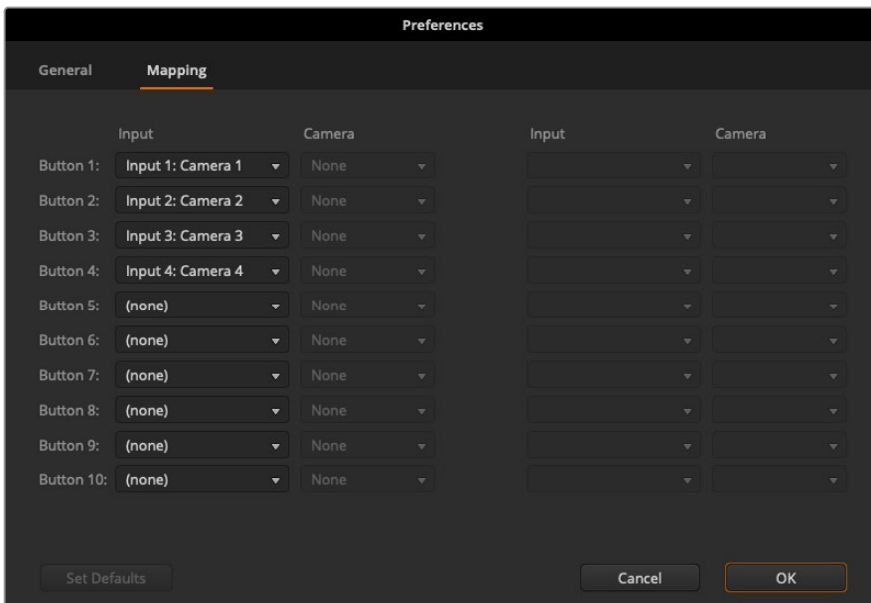 Preferences
General Mapping
Input Camera Input Camera
Button 1: Input 1: Camera 1 None
Button 2: Input 2: Camera 2 None
Button 3: Input 3: Camera 3 None
Button 4: Input 4: Camera 4 None
Button 5: (none) None
Button 6: (none) None
Button 7: (none) None
Button 8: (none) None
Button 9: (none) None
Button 10: (none) None
Set Defaults Cancel OK